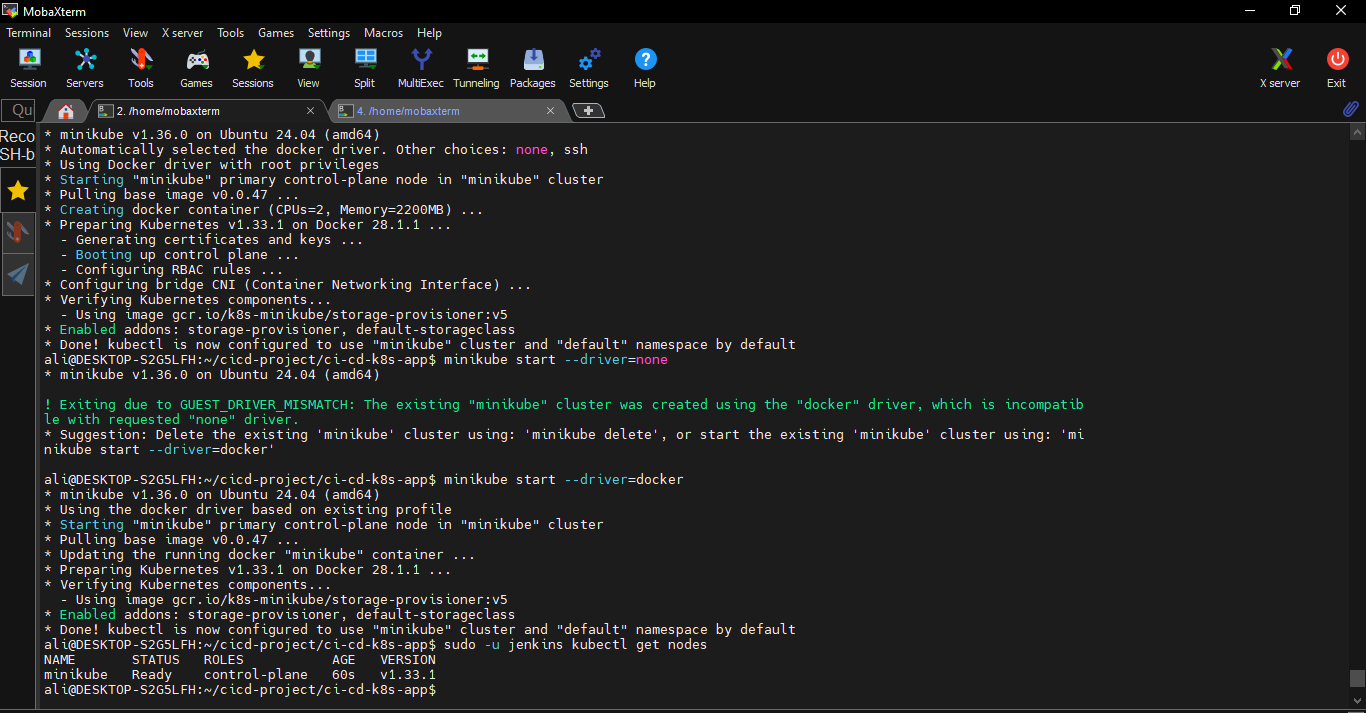 MobaXterm
Terminal Sessions View X server Tools Games Settings Macros Help
Session Servers Tools Games Sessions View Split MultiExec Tunneling Packages Settings Help X server Exit
Qu
2. /home/mobaxterm
4. /home/mobaxterm
Reco
SH-b
* minikube v1.36.0 on Ubuntu 24.04 (amd64)
* Automatically selected the docker driver. Other choices: none, ssh
* Using Docker driver with root privileges
* Starting "minikube" primary control-plane node in "minikube" cluster
* Pulling base image v0.0.47 ...
* Creating docker container (CPUs=2, Memory=2200MB) ...
* Preparing Kubernetes v1.33.1 on Docker 28.1.1 ...
  - Generating certificates and keys ...
  - Booting up control plane ...
  - Configuring RBAC rules ...
* Configuring bridge CNI (Container Networking Interface) ...
* Verifying Kubernetes components...
  - Using image gcr.io/k8s-minikube/storage-provisioner:v5
* Enabled addons: storage-provisioner, default-storageclass
* Done! kubectl is now configured to use "minikube" cluster and "default" namespace by default
ali@DESKTOP-S2G5LFH:~/cicd-project/ci-cd-k8s-app$ minikube start --driver=none
* minikube v1.36.0 on Ubuntu 24.04 (amd64)
! Exiting due to GUEST_DRIVER_MISMATCH: The existing "minikube" cluster was created using the "docker" driver, which is incompatib
le with requested "none" driver.
* Suggestion: Delete the existing 'minikube' cluster using: 'minikube delete', or start the existing 'minikube' cluster using: 'mi
nikube start --driver=docker'
ali@DESKTOP-S2G5LFH:~/cicd-project/ci-cd-k8s-app$ minikube start --driver=docker
* minikube v1.36.0 on Ubuntu 24.04 (amd64)
* Using the docker driver based on existing profile
* Starting "minikube" primary control-plane node in "minikube" cluster
* Pulling base image v0.0.47 ...
* Updating the running docker "minikube" container ...
* Preparing Kubernetes v1.33.1 on Docker 28.1.1 ...
* Verifying Kubernetes components...
  - Using image gcr.io/k8s-minikube/storage-provisioner:v5
* Enabled addons: storage-provisioner, default-storageclass
* Done! kubectl is now configured to use "minikube" cluster and "default" namespace by default
ali@DESKTOP-S2G5LFH:~/cicd-project/ci-cd-k8s-app$ sudo -u jenkins kubectl get nodes
NAME       STATUS   ROLES           AGE   VERSION
minikube   Ready    control-plane   60s   v1.33.1
ali@DESKTOP-S2G5LFH:~/cicd-project/ci-cd-k8s-app$